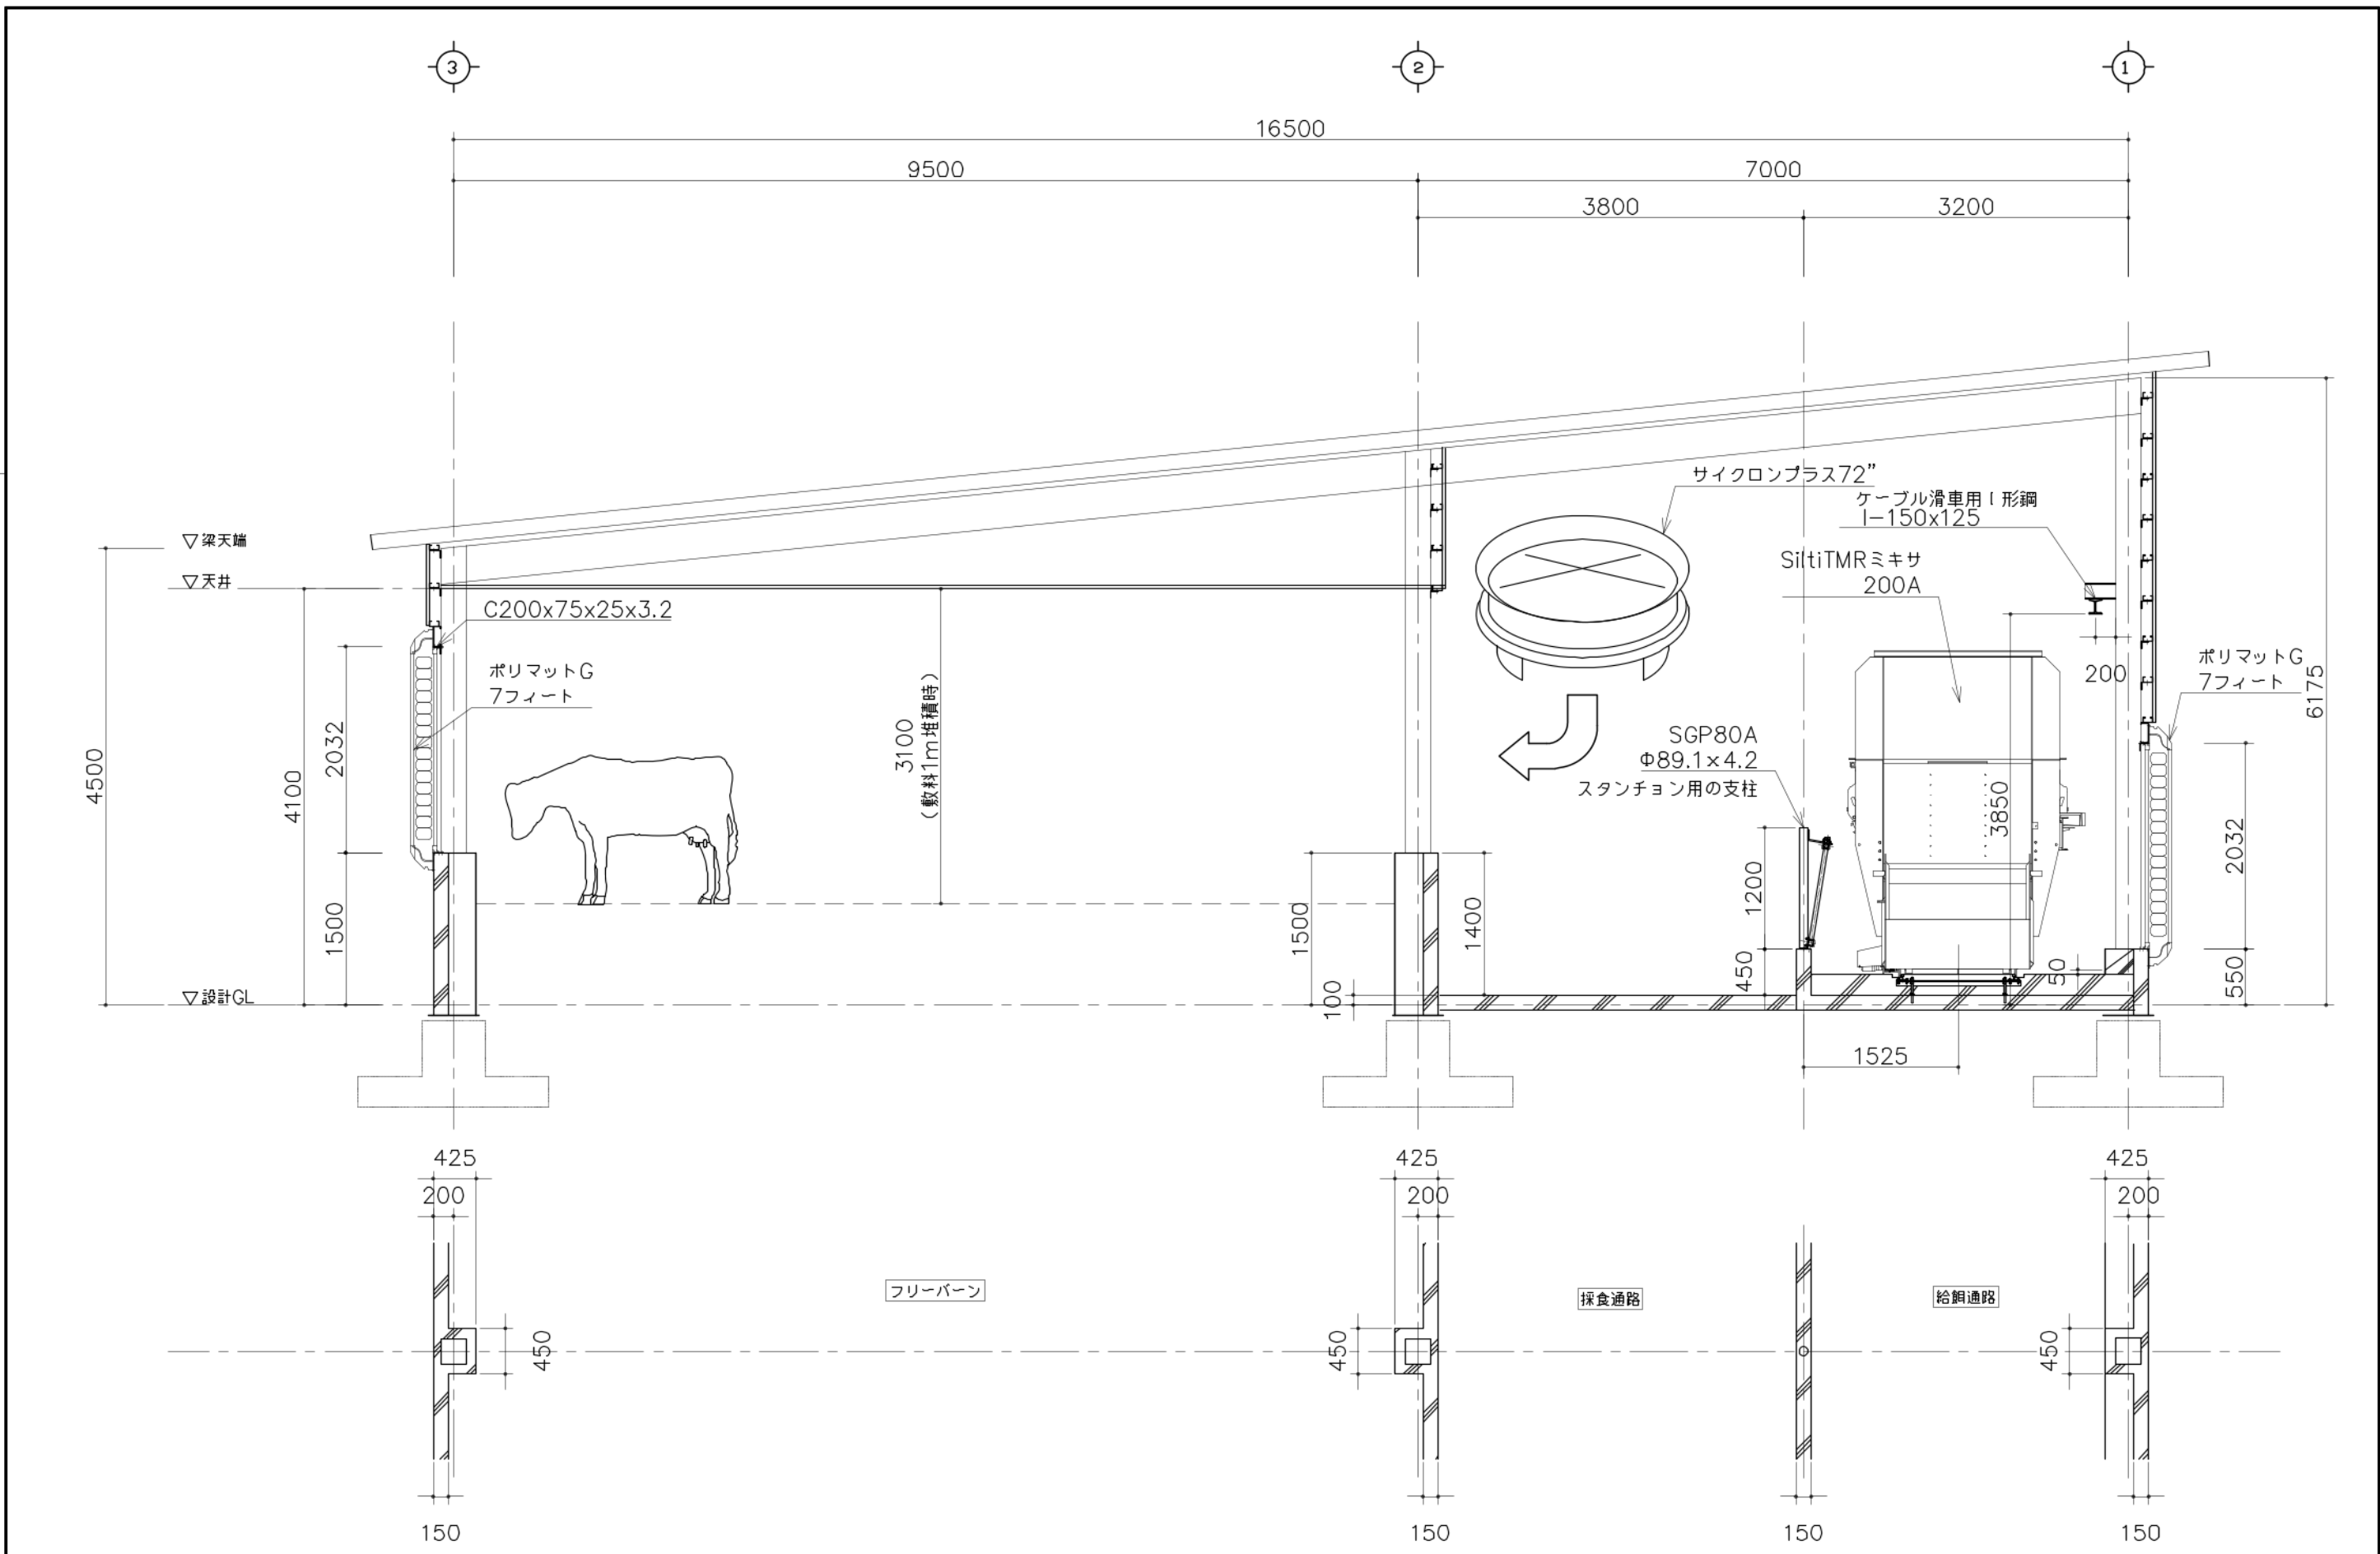 3
2
1
16500
9500
7000
3800
3200
サイクロンプラス72”
ケーブル滑車用I形鋼
I−150x125
▽梁天端
▽天井
SiltiTMRミキサ
200A
C200x75x25x3.2
ポリマットG
7フィート
ポリマットG
7フィート
200
6175
2032
4500
4100
3100
(敷料1m堆積時)
SGP80A
Φ89.1×4.2
スタンチョン用の支柱
3850
2032
1200
1500
1500
1400
450
50
550
100
▽設計GL
1525
425
425
425
200
200
200
フリーバーン
採食通路
給餌通路
450
450
450
150
150
150
150